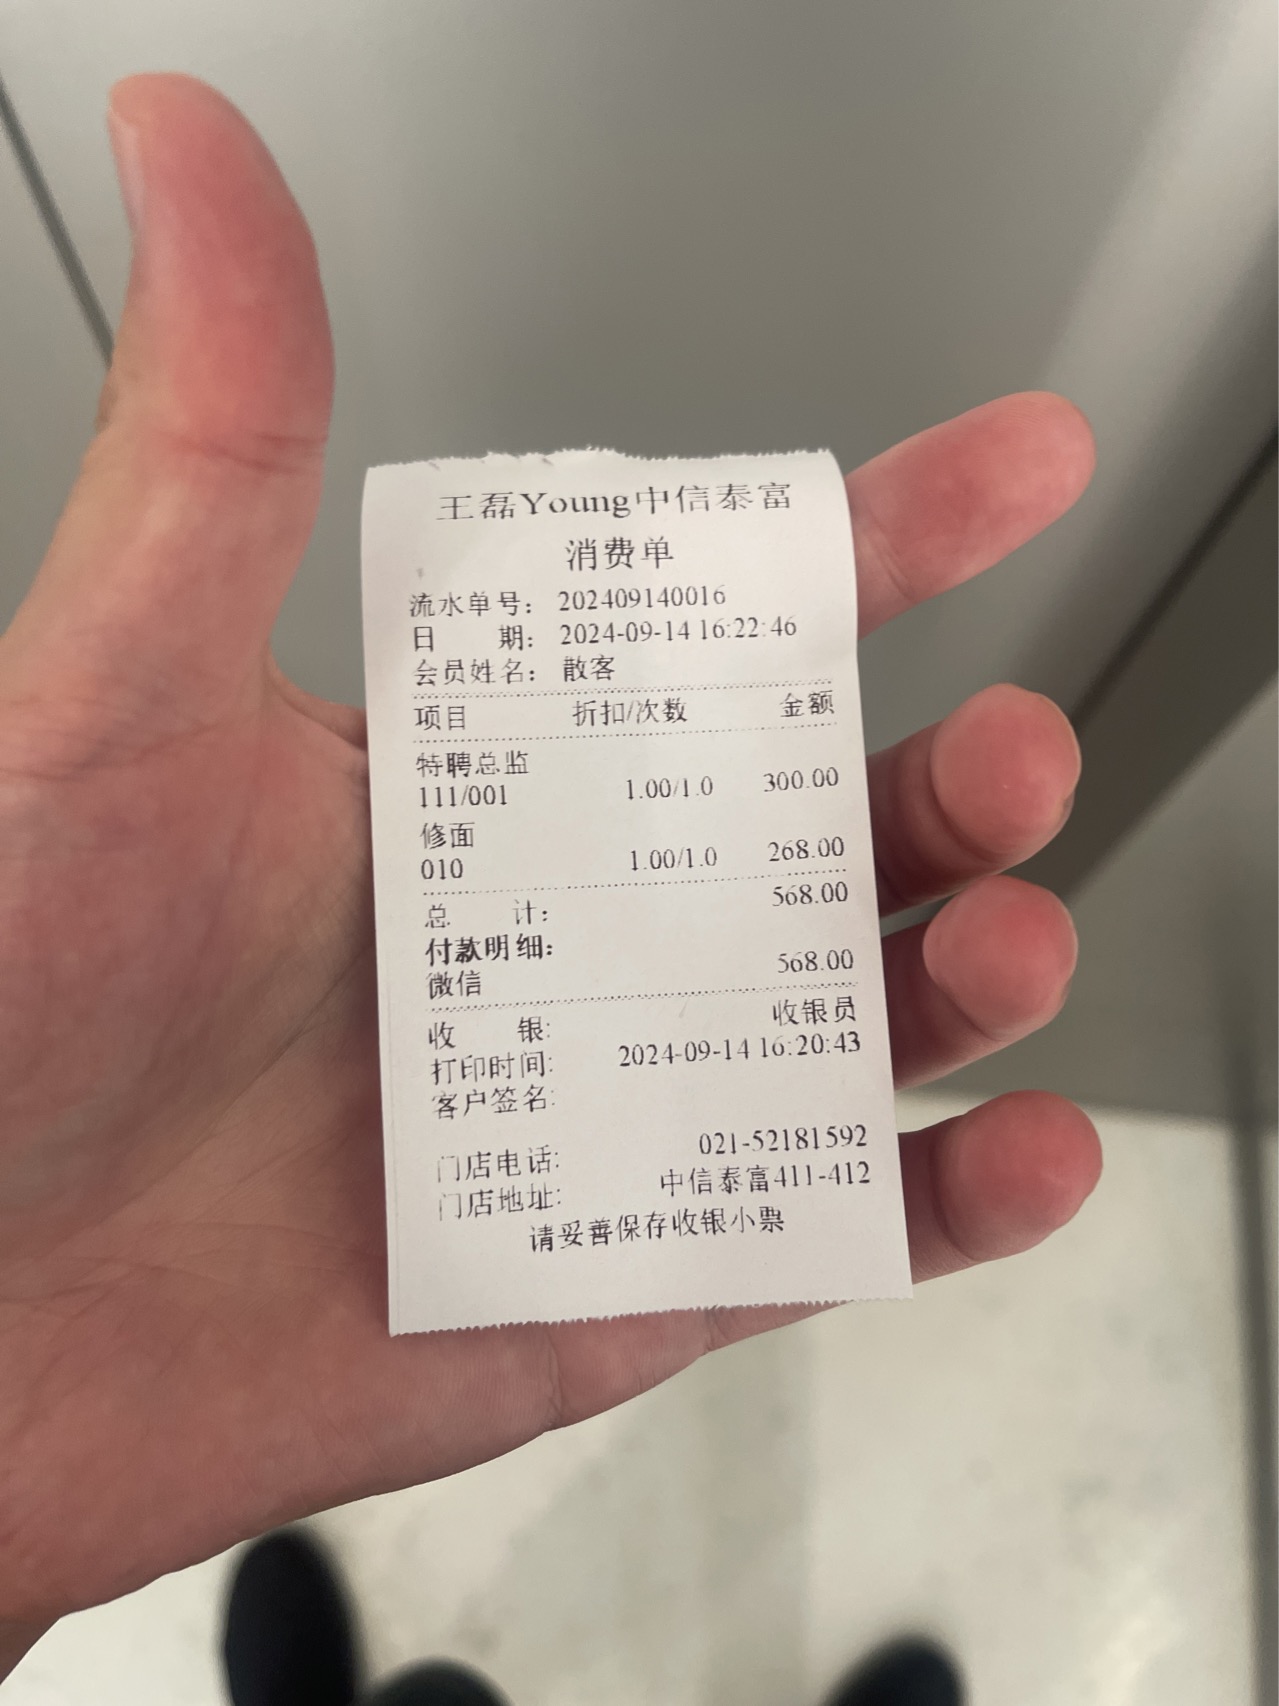 王磊Young中信泰富
消费单
流水单号： 202409140016
日 期： 2024-09-14 16:22:46
会员姓名： 散客
项目 折扣/次数 金额
特聘总监
111/001 1.00/1.0 300.00
修面
010 1.00/1.0 268.00
总 计： 568.00
付款明细：
微信 568.00
收 银: 收银员
打印时间: 2024-09-14 16:20:43
客户签名:
门店电话: 021-52181592
门店地址: 中信泰富411-412
请妥善保存收银小票